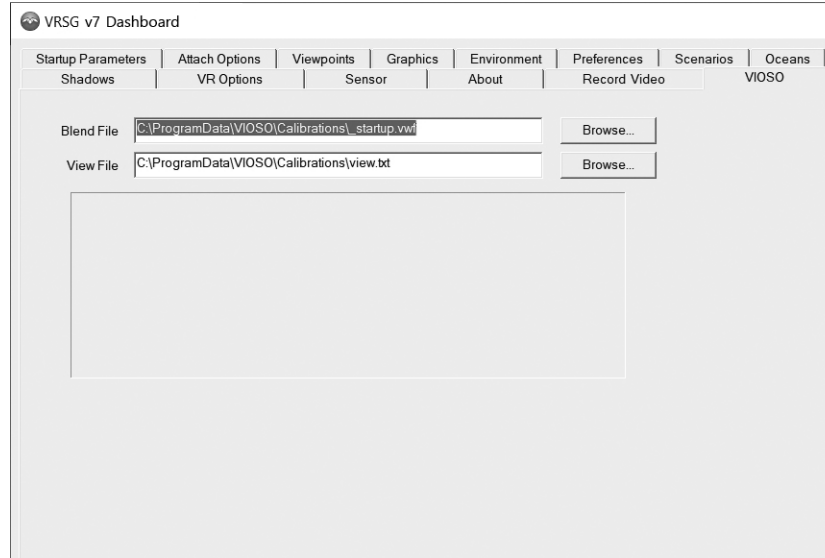 VRSG v7 Dashboard
Startup Parameters Attach Options Viewpoints Graphics Environment Preferences Scenarios Oceans
Shadows VR Options Sensor About Record Video VIOSO
Blend File C:\ProgramData\VIOSO\Calibrations\_startup.vwf Browse...
View File C:\ProgramData\VIOSO\Calibrations\view.txt Browse...